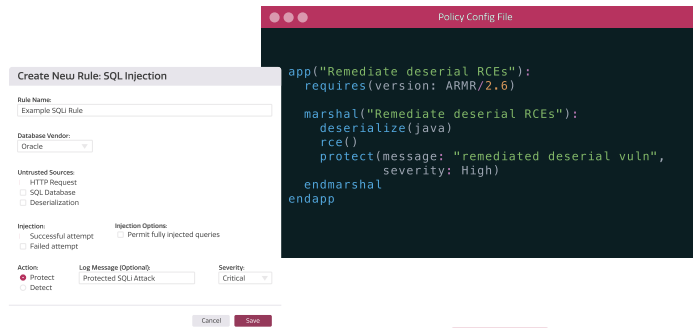 Policy Config File
app("Remediate deserial RCEs"):
requires(version: ARMR/2.6)
marshal("Remediate deserial RCEs"):
deserialize(java)
rce()
protect(message: "remediated deserial vuln",
severity: High)
endmarshal
endapp
Create New Rule: SQL Injection
Rule Name:
Example SQLi Rule
Database Vendor:
Oracle
Untrusted Sources:
HTTP Request
SQL Database
Deserialization
Injection:
Successful attempt
Failed attempt
Injection Options:
Permit fully injected queries
Action:
Protect
Detect
Log Message (Optional):
Protected SQLi Attack
Severity:
Critical
Cancel
Save